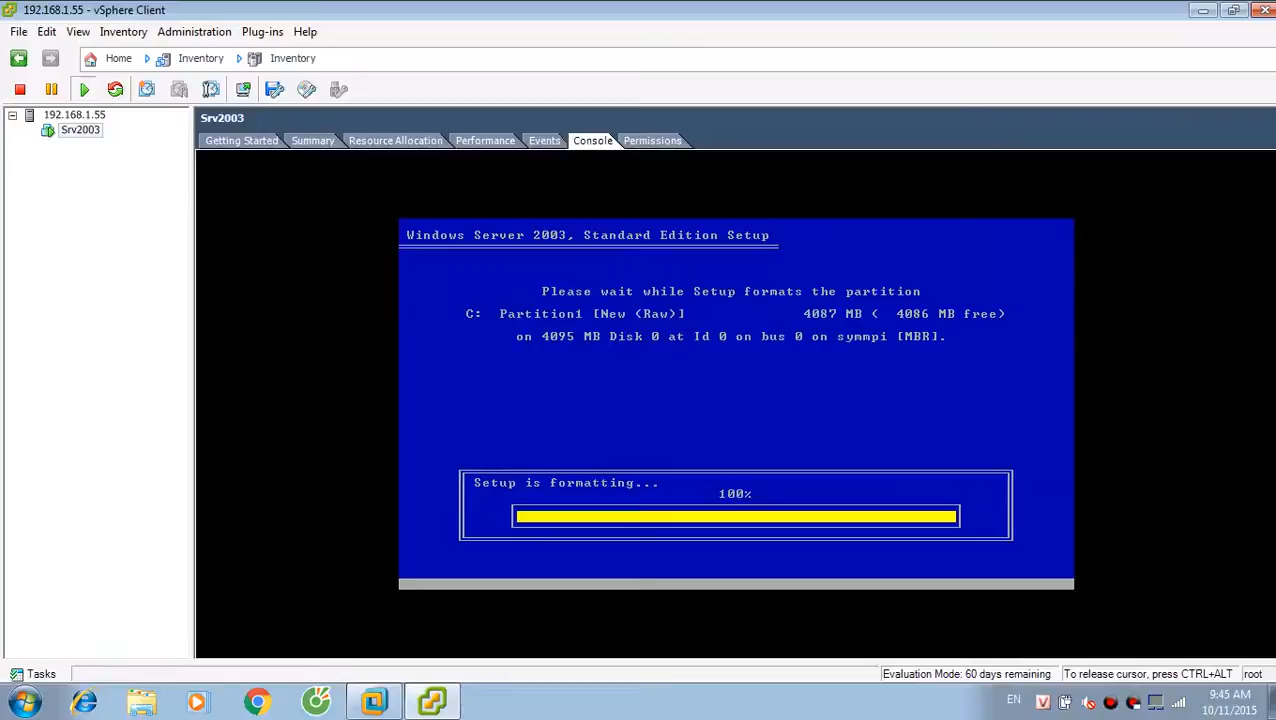 192.168.1.55 - vSphere Client
File Edit View Inventory Administration Plug-ins Help
Home Inventory Inventory
192.168.1.55
Srv2003
Srv2003
Getting Started Summary Resource Allocation Performance Events Console Permissions
Windows Server 2003, Standard Edition Setup
Please wait while Setup formats the partition
C: Partition1 [New (Raw)] 4087 MB ( 4086 MB free)
on 4095 MB Disk 0 at Id 0 on bus 0 on symmpi [MBR].
Setup is formatting...
100%
Tasks Evaluation Mode: 60 days remaining To release cursor, press CTRL+ALT root
EN V 9:45 AM
10/11/2015